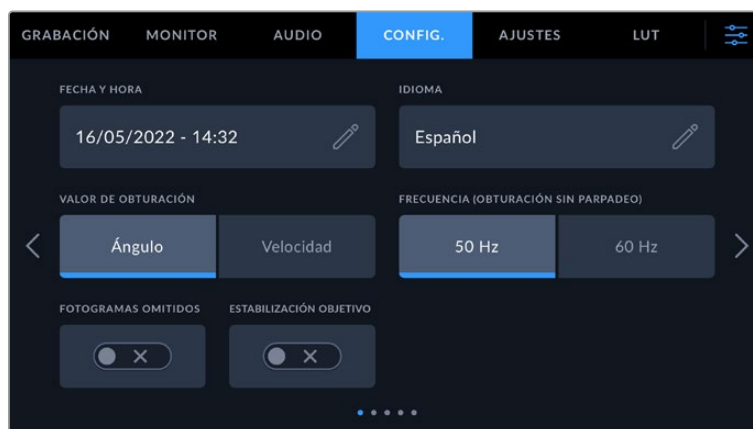 GRABACIÓN MONITOR AUDIO CONFIG. AJUSTES LUT
FECHA Y HORA IDIOMA
16/05/2022 - 14:32 Español
VALOR DE OBTURACIÓN FRECUENCIA (OBTURACIÓN SIN PARPADEO)
Ángulo Velocidad 50 Hz 60 Hz
FOTOGRAMAS OMITIDOS ESTABILIZACIÓN OBJETIVO